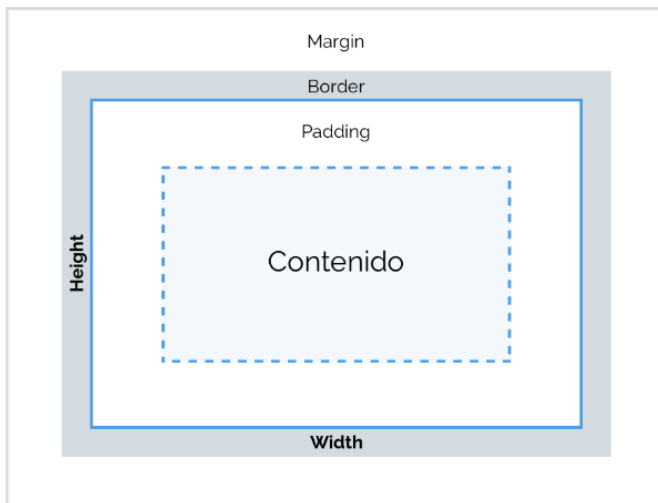 Margin
Border
Padding
Height
Contenido
Width